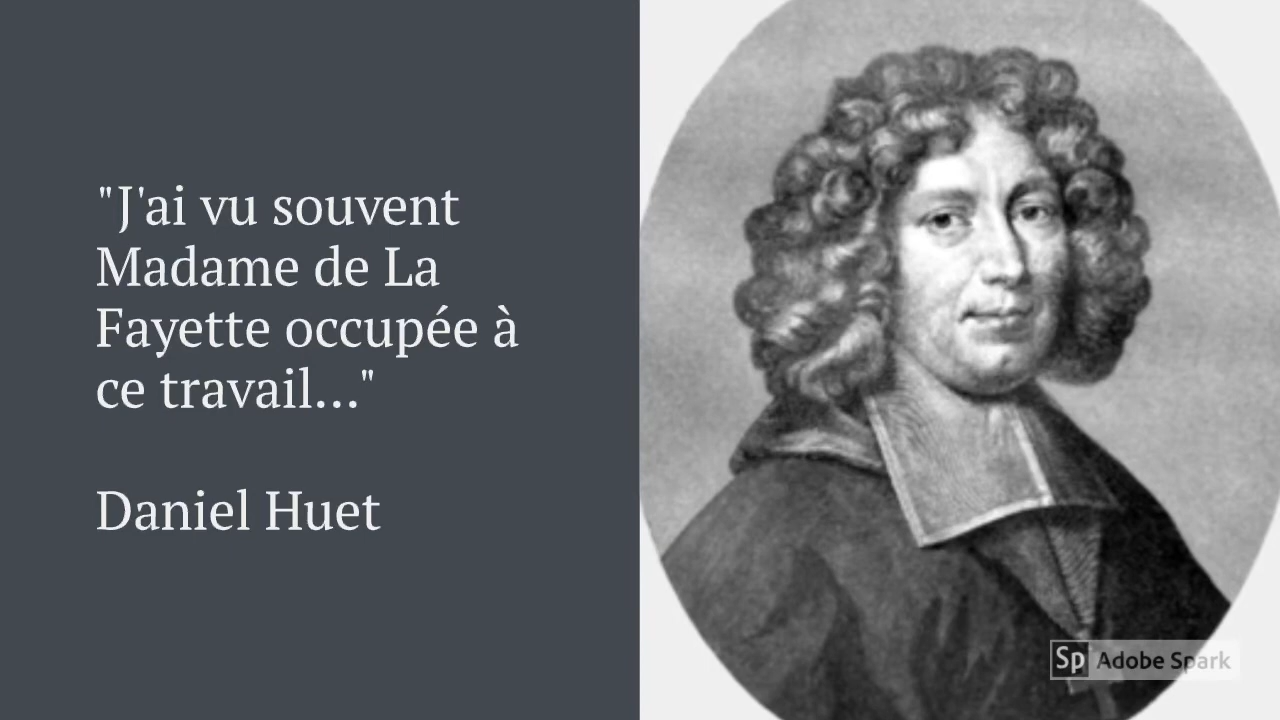 "J'ai vu souvent
Madame de La
Fayette occupée à
ce travail..."
Daniel Huet
Sp Adobe Spark